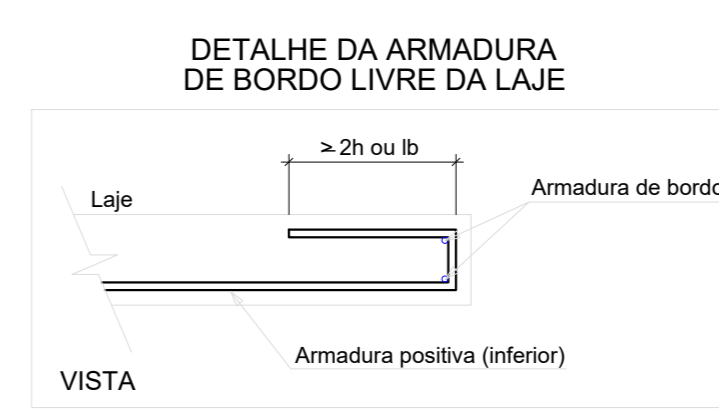 DETALHE DA ARMADURA
DE BORDO LIVRE DA LAJE
≥ 2h ou lb
Armadura de bordo
Laje
Armadura positiva (inferior)
VISTA